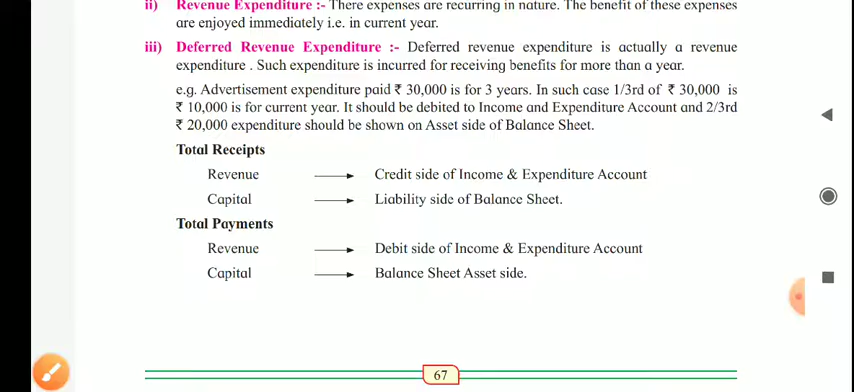 ii) Revenue Expenditure :- There expenses are recurring in nature. The benefit of these expenses
are enjoyed immediately i.e. in current year.
iii) Deferred Revenue Expenditure :- Deferred revenue expenditure is actually a revenue
expenditure . Such expenditure is incurred for receiving benefits for more than a year.
e.g. Advertisement expenditure paid ₹ 30,000 is for 3 years. In such case 1/3rd of ₹ 30,000 is
₹ 10,000 is for current year. It should be debited to Income and Expenditure Account and 2/3rd
₹ 20,000 expenditure should be shown on Asset side of Balance Sheet.
Total Receipts
Revenue → Credit side of Income & Expenditure Account
Capital → Liability side of Balance Sheet.
Total Payments
Revenue → Debit side of Income & Expenditure Account
Capital → Balance Sheet Asset side.
67